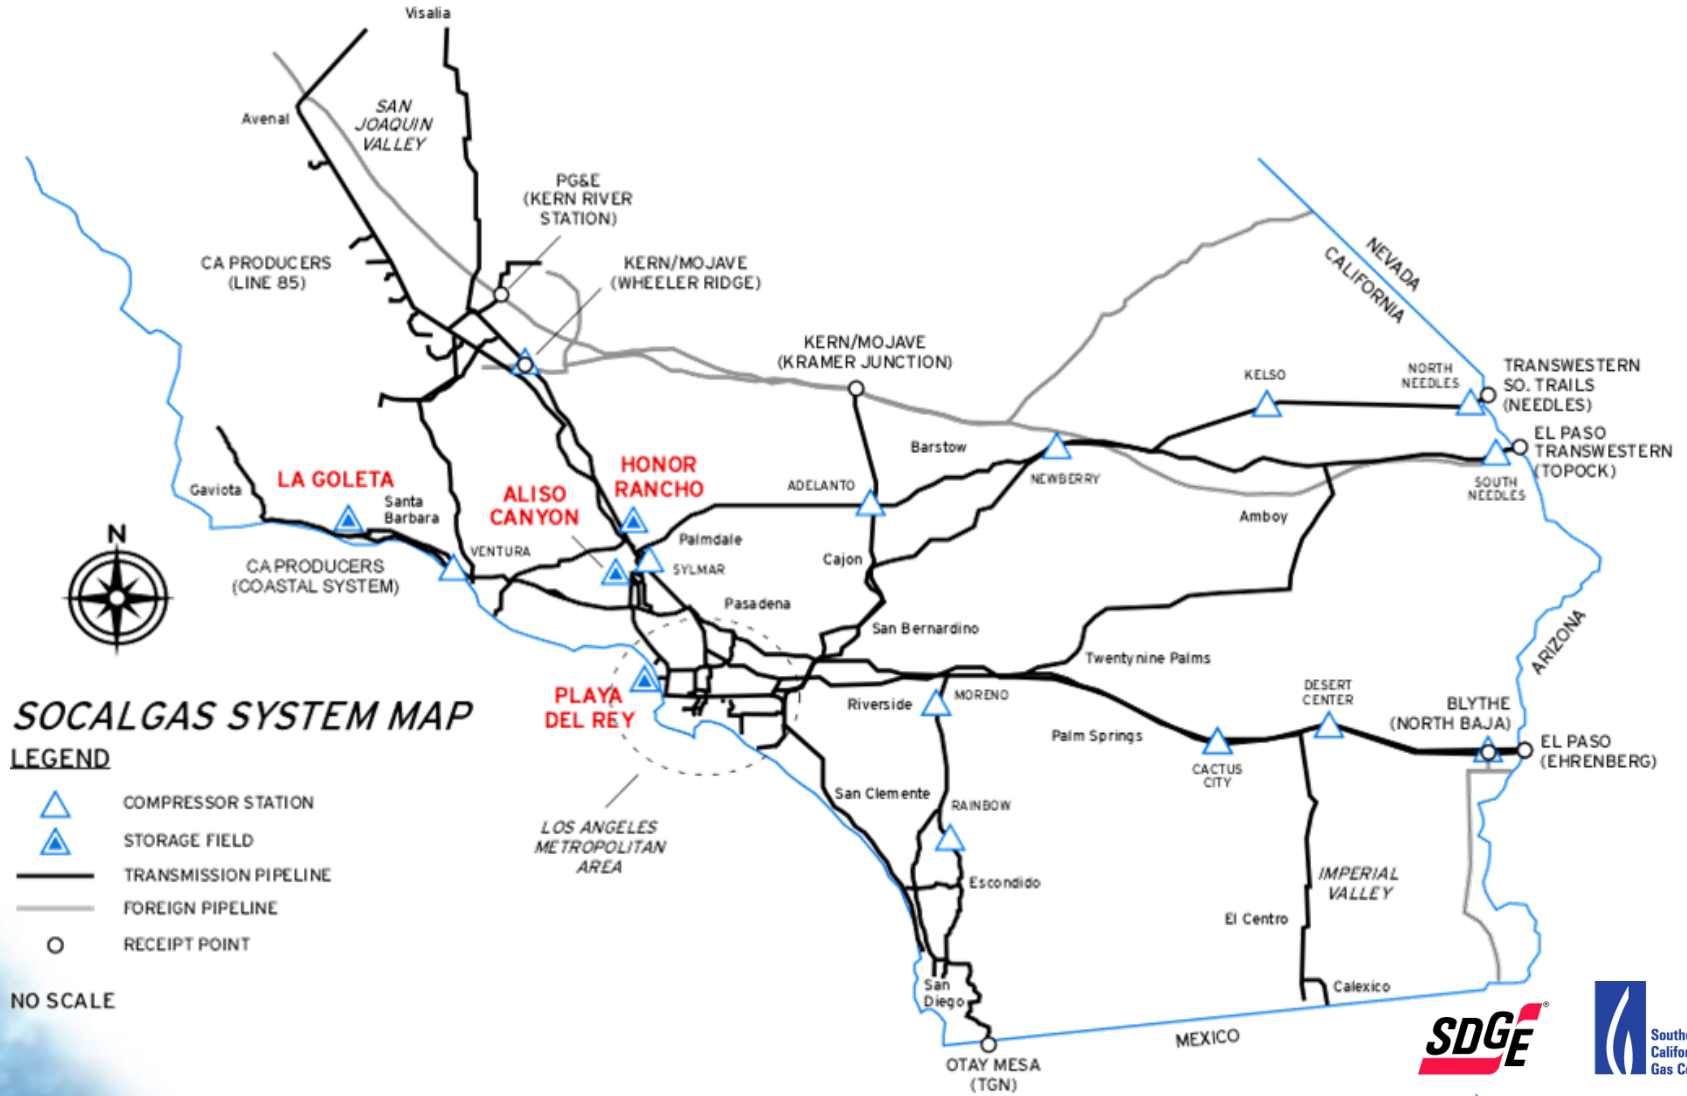 Visalia
SAN
JOAQUIN
VALLEY
Avenal
PG&E
(KERN RIVER
STATION)
CA PRODUCERS
(LINE 85)
KERN/MOJAVE
(WHEELER RIDGE)
NEVADA
CALIFORNIA
KERN/MOJAVE
(KRAMER JUNCTION)
KELSO
NORTH
NEEDLES
TRANSWESTERN
SO. TRAILS
(NEEDLES)
EL PASO
TRANSWESTERN
(TOPOCK)
Barstow
NEWBERRY
SOUTH
NEEDLES
HONOR
RANCHO
LA GOLETA
ALISO
CANYON
ADELANTO
Gaviota
Santa
Barbara
Amboy
N
Palmdale
VENTURA
CA PRODUCERS
(COASTAL SYSTEM)
SYLMAR
Cajon
Pasadena
San Bernardino
ARIZONA
Twentynine Palms
PLAYA
DEL REY
Riverside
MORENO
DESERT
CENTER
BLYTHE
(NORTH BAJA)
Palm Springs
EL PASO
(EHRENBERG)
CACTUS
CITY
SOCALGAS SYSTEM MAP
LEGEND
COMPRESSOR STATION
STORAGE FIELD
TRANSMISSION PIPELINE
FOREIGN PIPELINE
RECEIPT POINT
NO SCALE
San Clemente
RAINBOW
LOS ANGELES
METROPOLITAN
AREA
Escondido
IMPERIAL
VALLEY
El Centro
San
Diego
Calexico
MEXICO
OTAY MESA
(TGN)
SDGE®
Southe
Califor
Gas Co